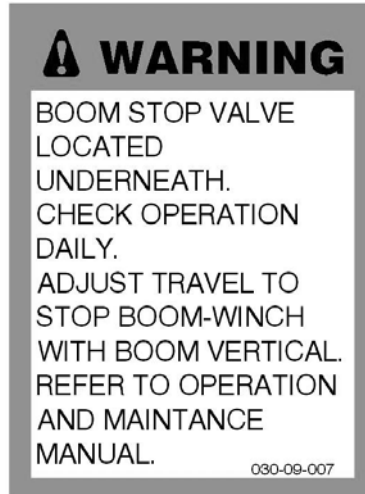 WARNING
BOOM STOP VALVE
LOCATED
UNDERNEATH.
CHECK OPERATION
DAILY.
ADJUST TRAVEL TO
STOP BOOM-WINCH
WITH BOOM VERTICAL.
REFER TO OPERATION
AND MAINTANCE
MANUAL.
030-09-007